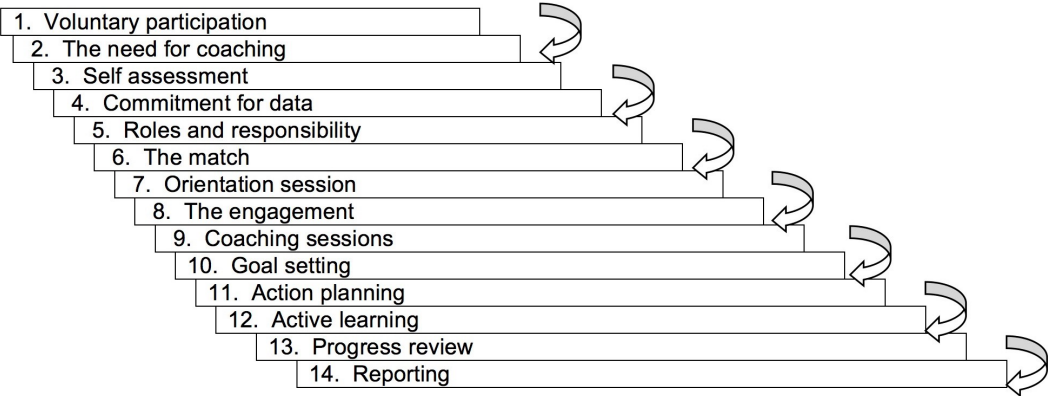 1. Voluntary participation
2. The need for coaching
3. Self assessment
4. Commitment for data
5. Roles and responsibility
6. The match
7. Orientation session
8. The engagement
9. Coaching sessions
10. Goal setting
11. Action planning
12. Active learning
13. Progress review
14. Reporting